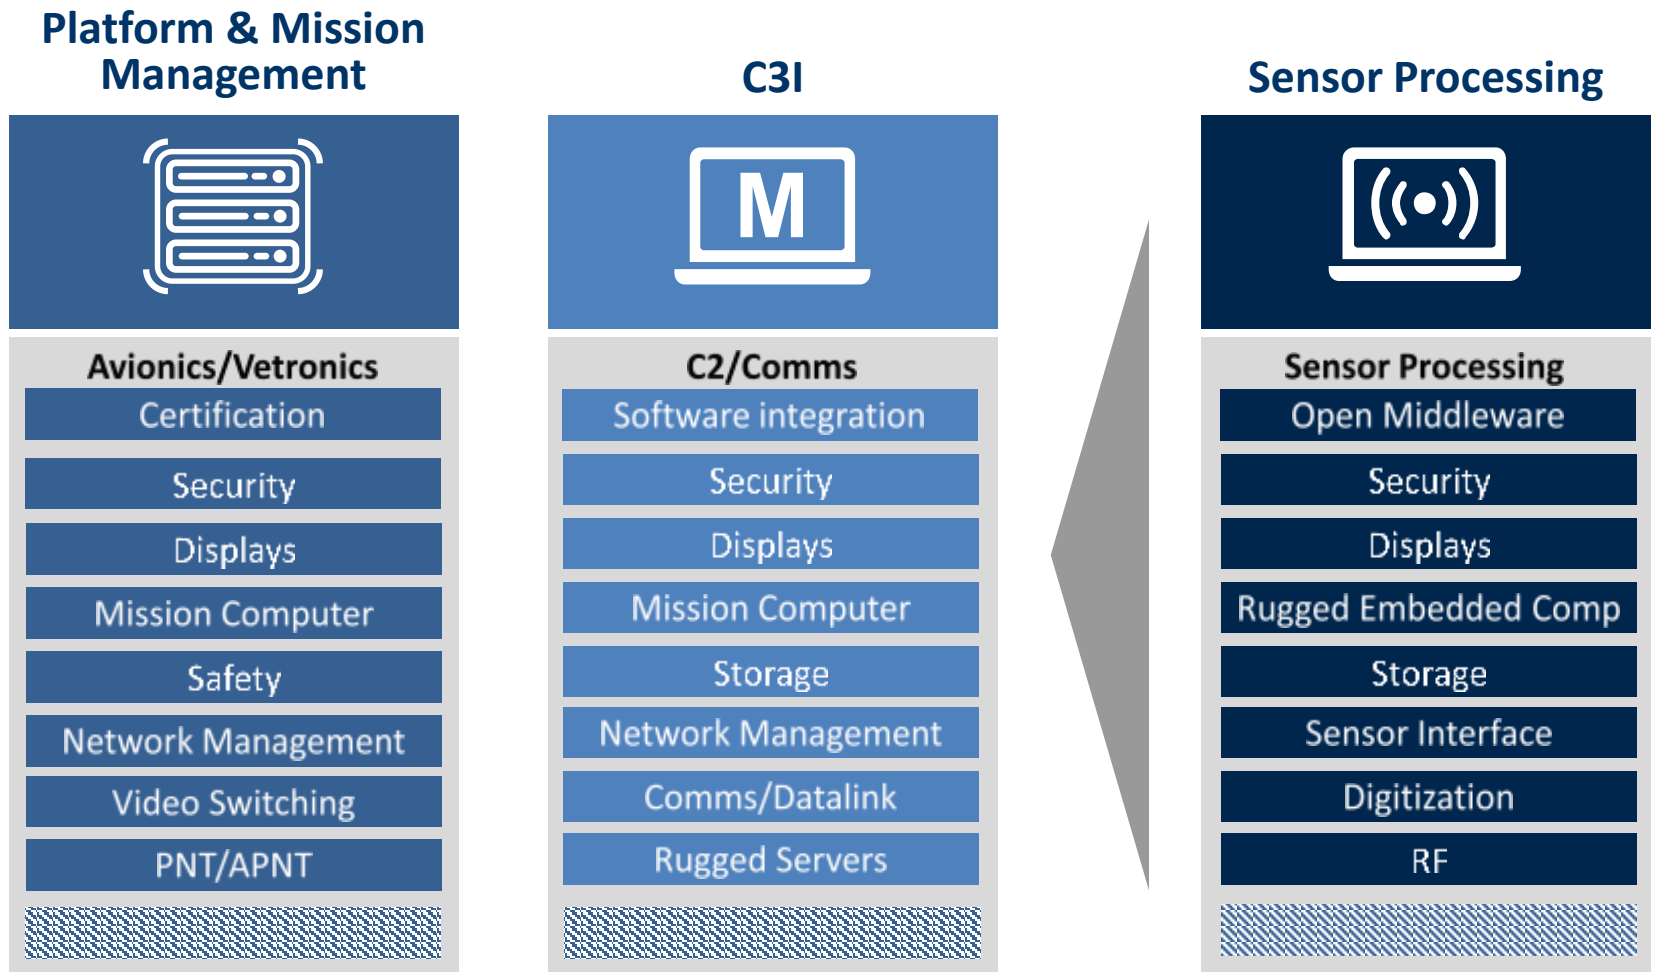 Platform & Mission
Management
Avionics/Vetronics
Certification
Security
Displays
Mission Computer
Safety
Network Management
Video Switching
PNT/APNT
C3I
M
C2/Comms
Software integration
Security
Displays
Mission Computer
Storage
Network Management
Comms/Datalink
Rugged Servers
Sensor Processing
Sensor Processing
Open Middleware
Security
Displays
Rugged Embedded Comp
Storage
Sensor Interface
Digitization
RF